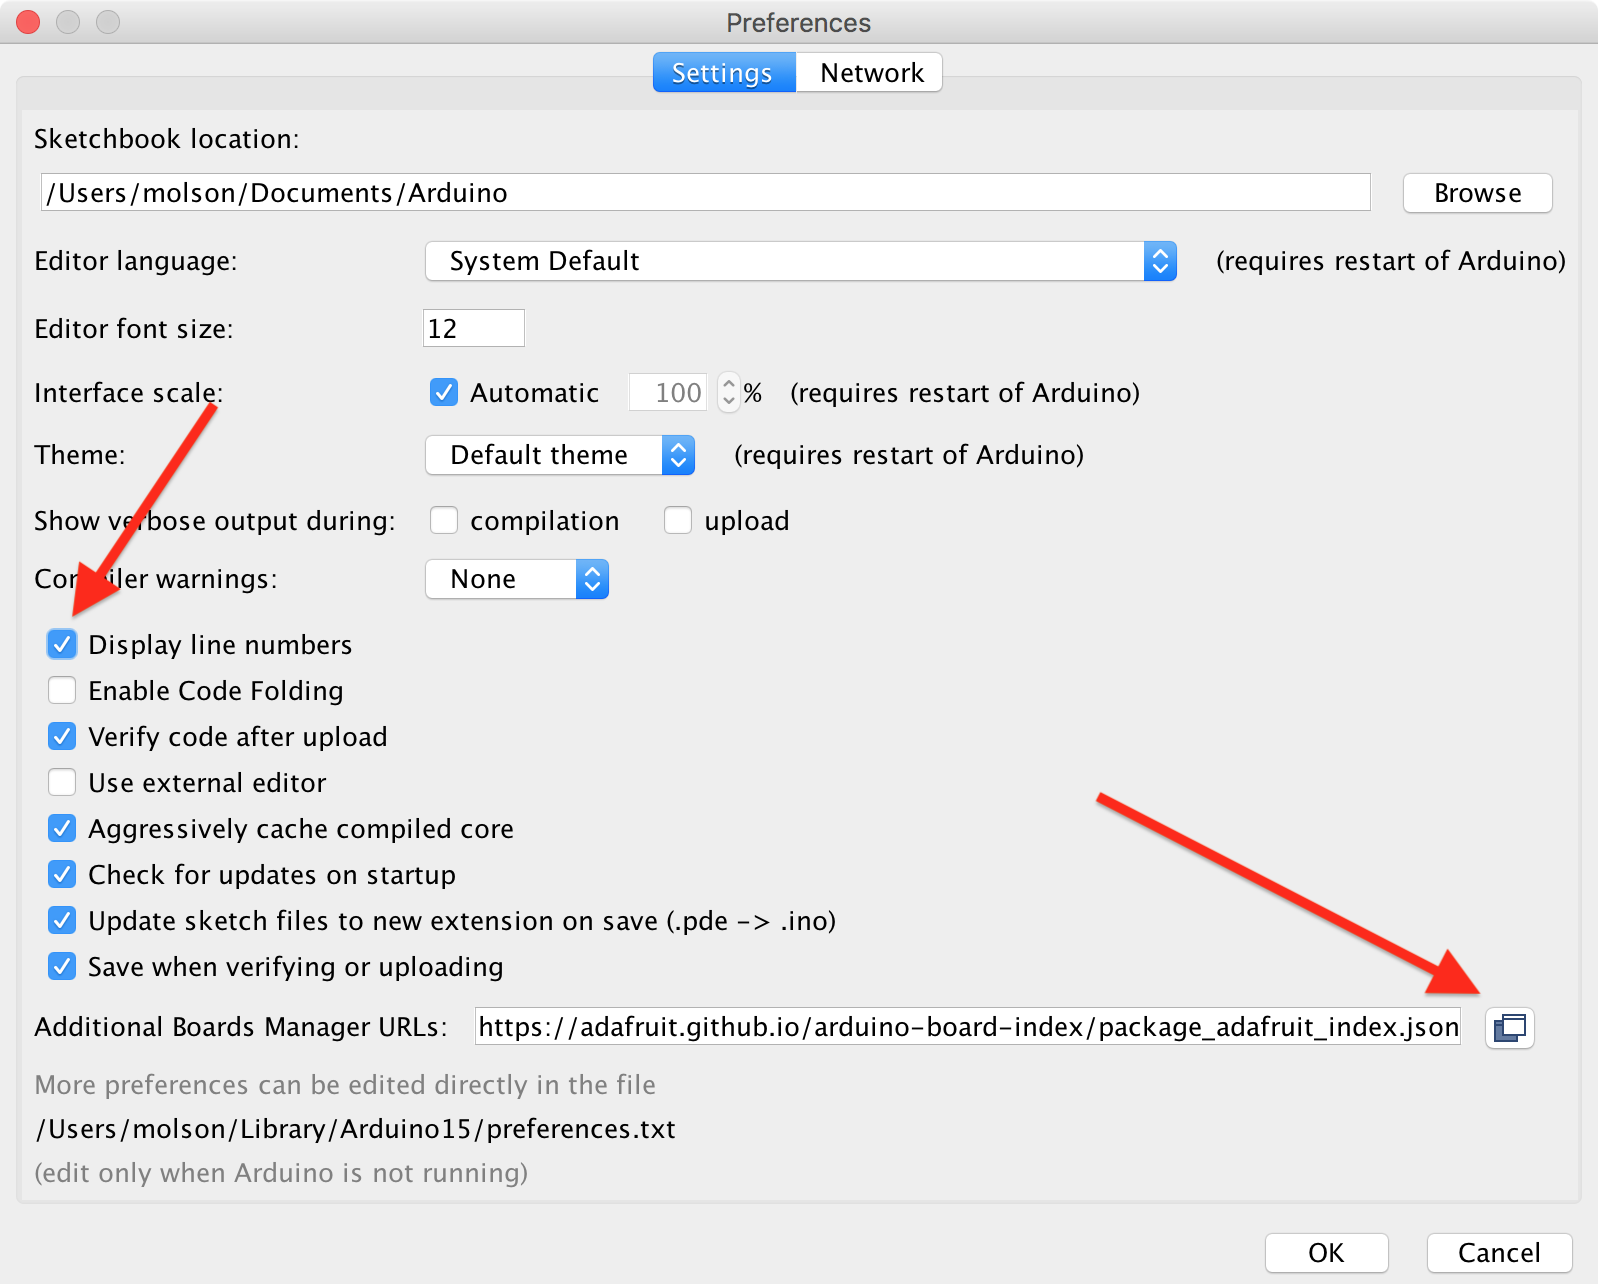 Preferences
Settings Network
Sketchbook location:
/Users/molson/Documents/Arduino Browse
Editor language: System Default (requires restart of Arduino)
Editor font size: 12
Interface scale: Automatic 100 % (requires restart of Arduino)
Theme: Default theme (requires restart of Arduino)
Show verbose output during: compilation upload
Compiler warnings: None
Display line numbers
Enable Code Folding
Verify code after upload
Use external editor
Aggressively cache compiled core
Check for updates on startup
Update sketch files to new extension on save (.pde -> .ino)
Save when verifying or uploading
Additional Boards Manager URLs: https://adafruit.github.io/arduino-board-index/package_adafruit_index.json
More preferences can be edited directly in the file
/Users/molson/Library/Arduino15/preferences.txt
(edit only when Arduino is not running)
OK Cancel